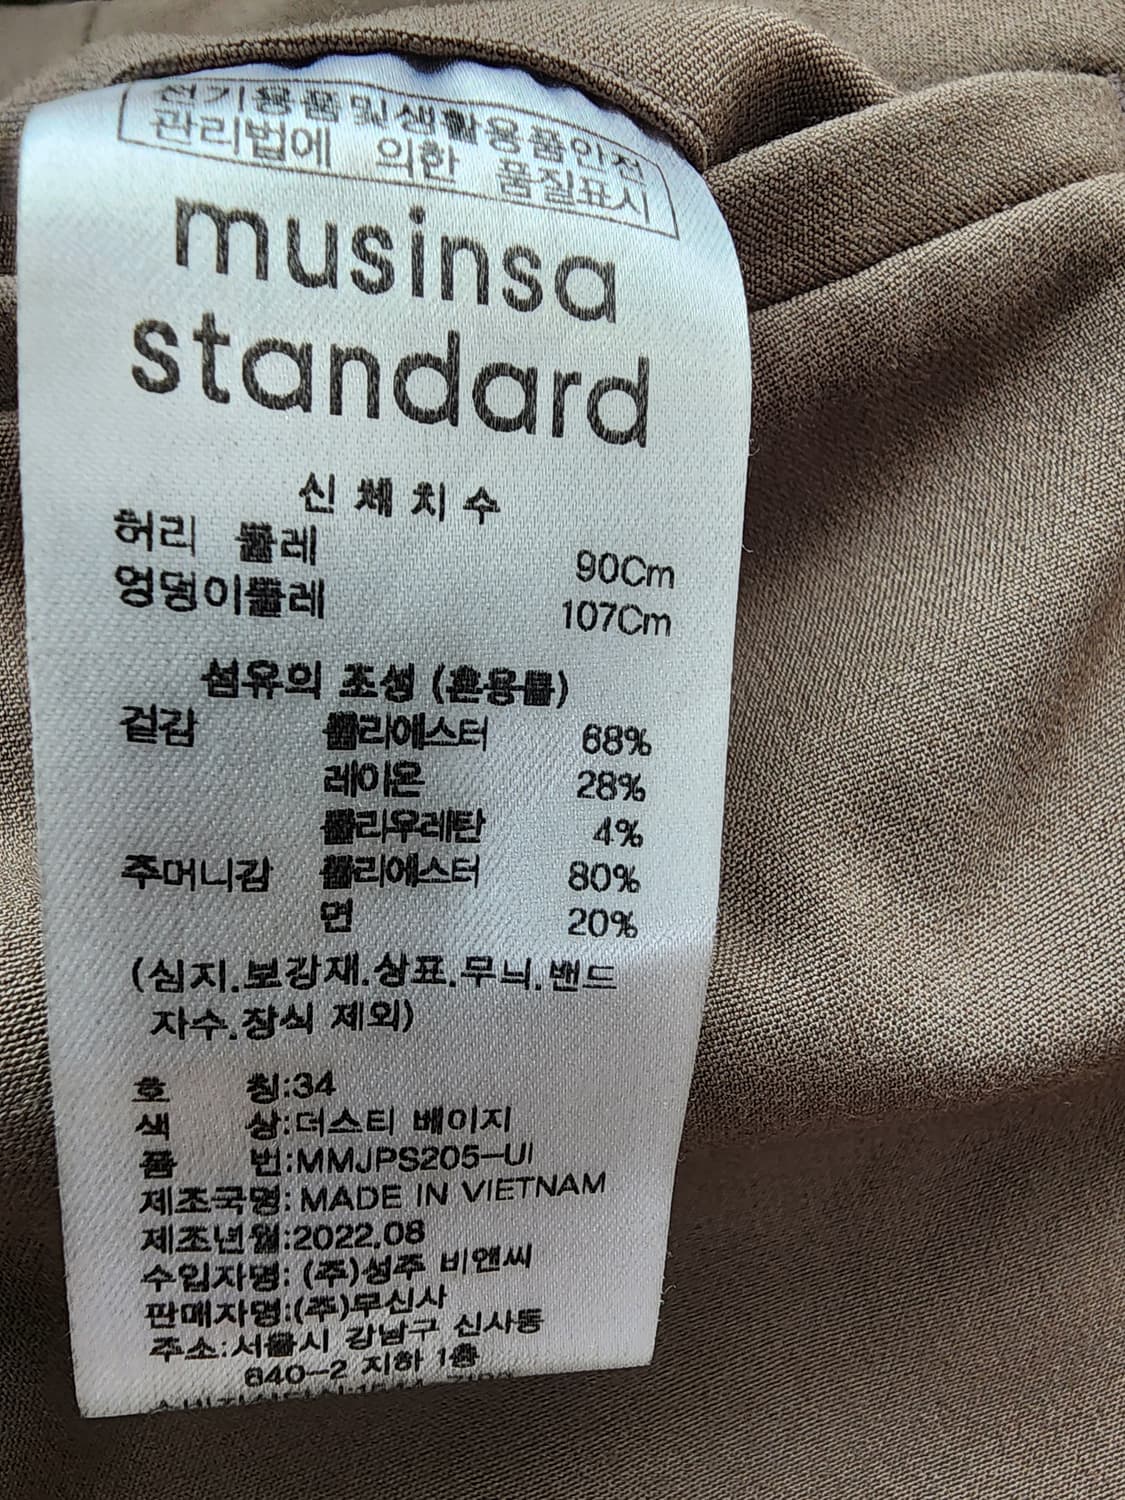 전기용품및생활용품안전
관리법에 의한 품질표시
musinsa
standard
신체치수
허리 둘레 90Cm
엉덩이둘레 107Cm
섬유의 조성 (혼용률)
겉감 폴리에스터 68%
레이온 28%
폴리우레탄 4%
주머니감 폴리에스터 80%
면 20%
(심지.보강재.상표.무늬.밴드
자수.장식 제외)
호 칭:34
색 상:더스티 베이지
품 번:MMJPS205-UI
제조국명: MADE IN VIETNAM
제조년월:2022.08
수입자명: (주)성주 비앤씨
판매자명:(주)무신사
주소:서울시 강남구 신사동
640-2 지하 1층